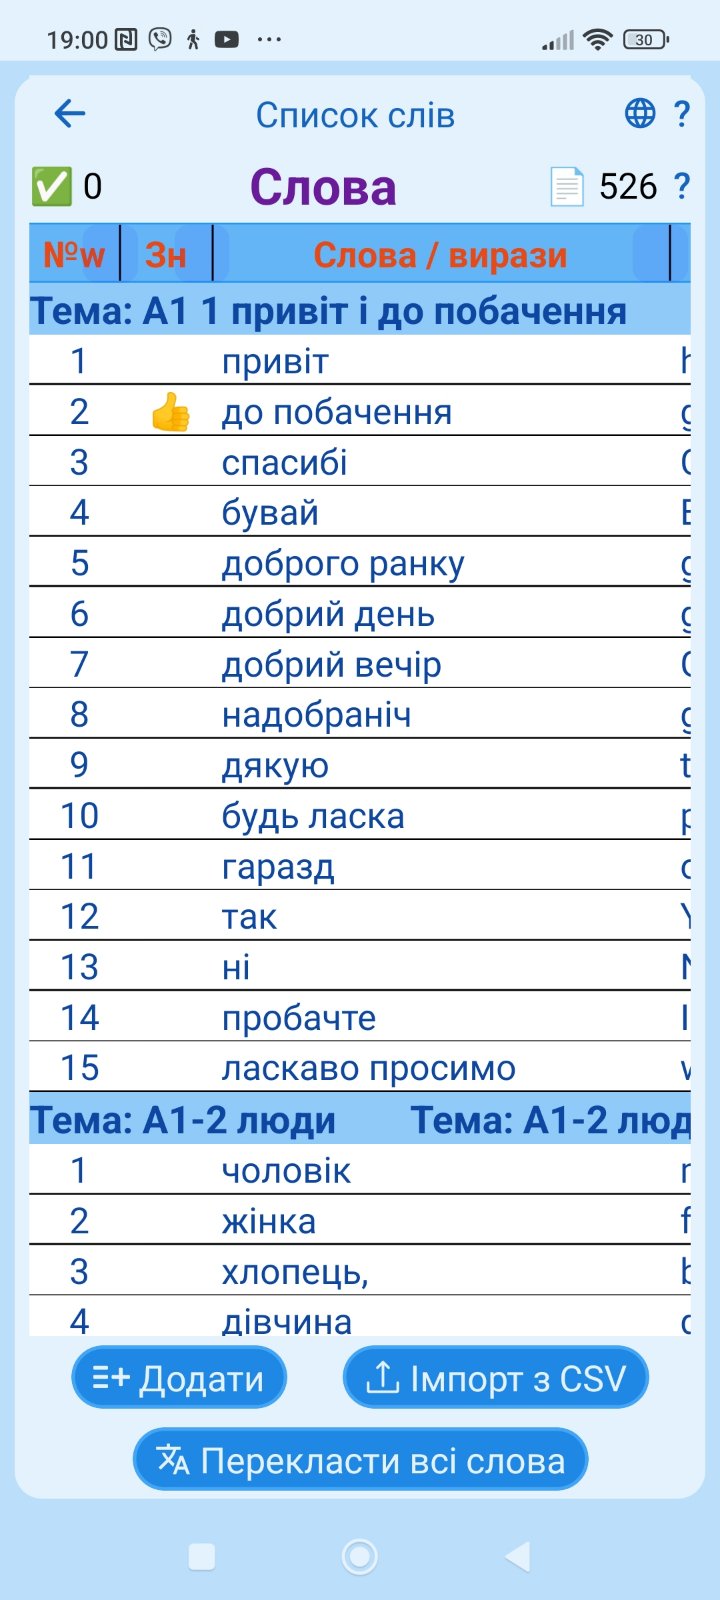 19:00 30
Список слів ?
0 Слова 526 ?
№w Зн Слова / вирази
Тема: A1 1 привіт і до побачення
1 привіт
2 до побачення
3 спасибі
4 бувай
5 доброго ранку
6 добрий день
7 добрий вечір
8 надобраніч
9 дякую
10 будь ласка
11 гаразд
12 так
13 ні
14 пробачте
15 ласкаво просимо
Тема: A1-2 люди Тема: A1-2 люд
1 чоловік
2 жінка
3 хлопець,
4 дівчина
Додати Імпорт з CSV
Перекласти всі слова